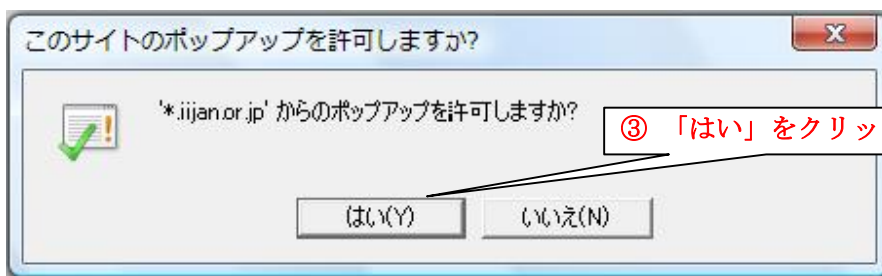 このサイトのポップアップを許可しますか?
'*.iijan.or.jp' からのポップアップを許可しますか?
③ 「はい」をクリッ
はい(Y)
いいえ(N)